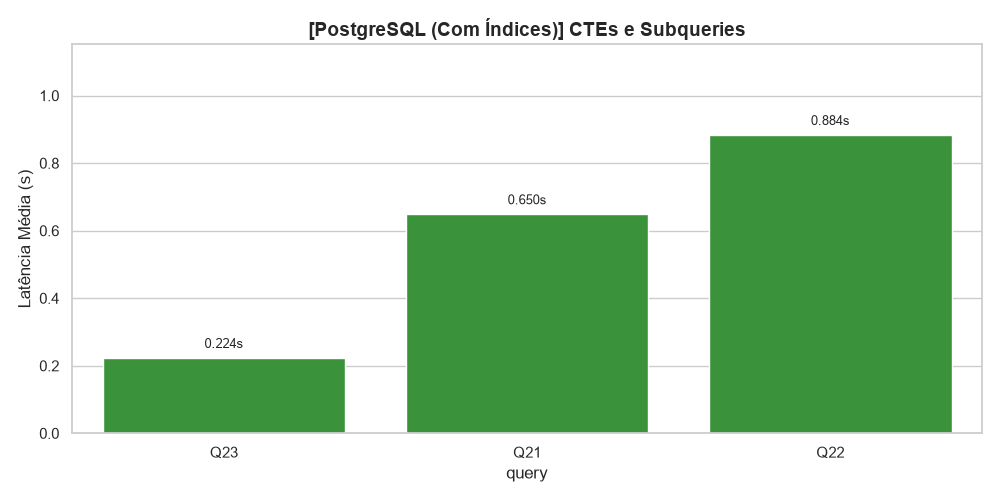 [PostgreSQL (Com Índices)] CTEs e Subqueries
Latência Média (s)
1.0
0.8
0.6
0.4
0.2
0.0
0.224s
0.650s
0.884s
Q23
Q21
Q22
query